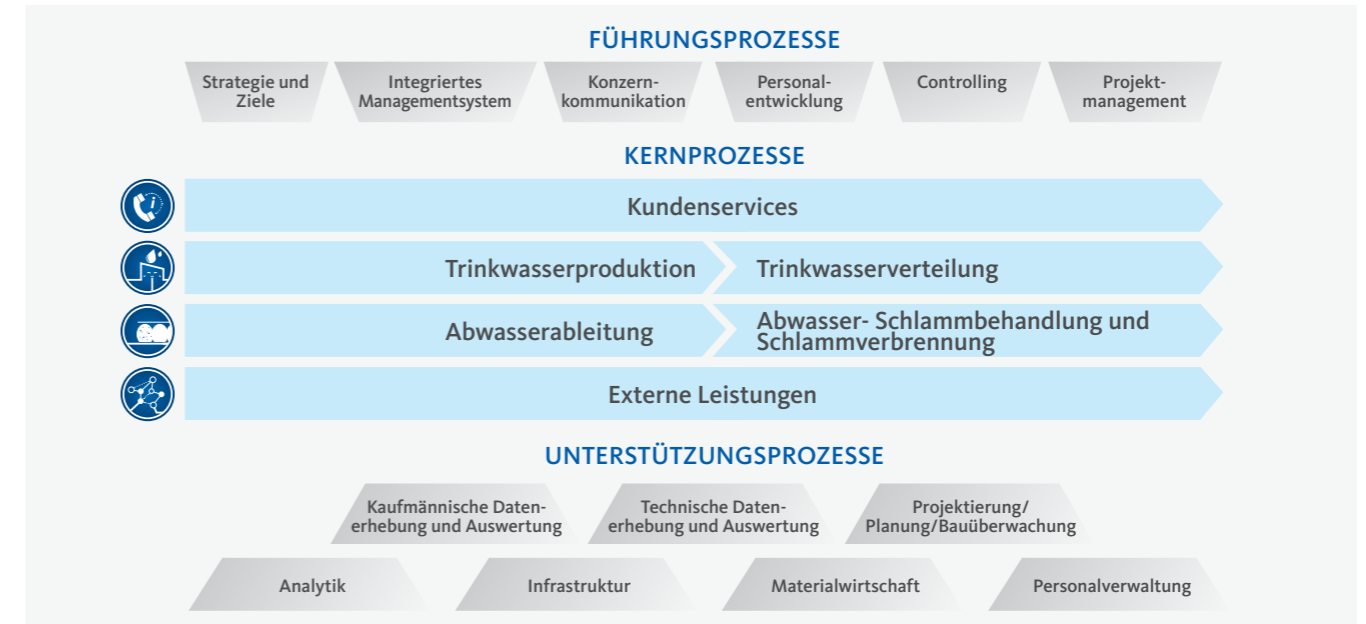 FÜHRUNGSPROZESSE
Strategie und
Ziele
Integriertes
Managementsystem
Konzern-
kommunikation
Personal-
entwicklung
Controlling
Projekt-
management
KERNPROZESSE
Kundenservices
Trinkwasserproduktion
Trinkwasserverteilung
Abwasserableitung
Abwasser- Schlammbehandlung und
Schlammverbrennung
Externe Leistungen
UNTERSTÜTZUNGSPROZESSE
Kaufmännische Daten-
erhebung und Auswertung
Technische Daten-
erhebung und Auswertung
Projektierung/
Planung/Bauüberwachung
Analytik
Infrastruktur
Materialwirtschaft
Personalverwaltung